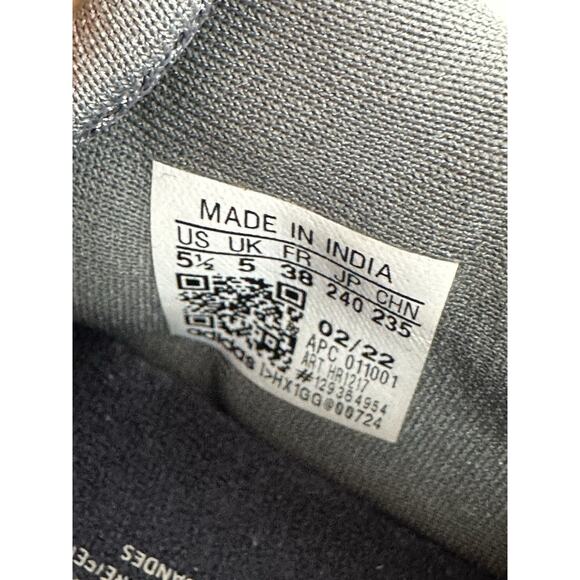 MADE IN INDIA
US UK FR JP CHN
5½ 5 38 240 235
02/22
APC 011001
ART HR1217
#129364954
adidas I>HX1GG@00724